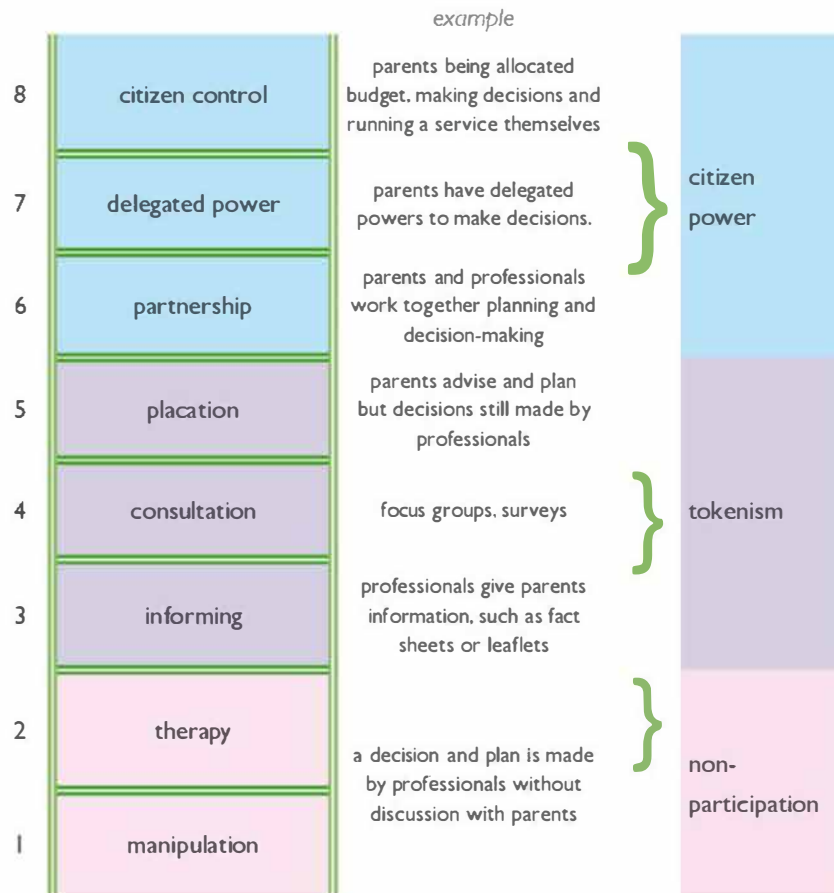 example
8
citizen control
parents being allocated
budget, making decisions and
running a service themselves
7
delegated power
parents have delegated
powers to make decisions.
citizen
power
6
partnership
parents and professionals
work together planning and
decision-making
5
placation
parents advise and plan
but decisions still made by
professionals
4
consultation
focus groups, surveys
tokenism
3
informing
professionals give parents
information, such as fact
sheets or leaflets
2
therapy
a decision and plan is made
by professionals without
discussion with parents
non-
participation
1
manipulation